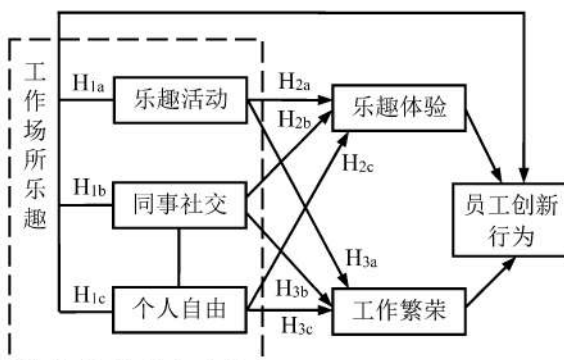 工作场所乐趣
H1a
乐趣活动
H2a
乐趣体验
H2b
H2c
H1b
同事社交
员工创新
行为
H3a
H1c
个人自由
H3b
H3c
工作繁荣